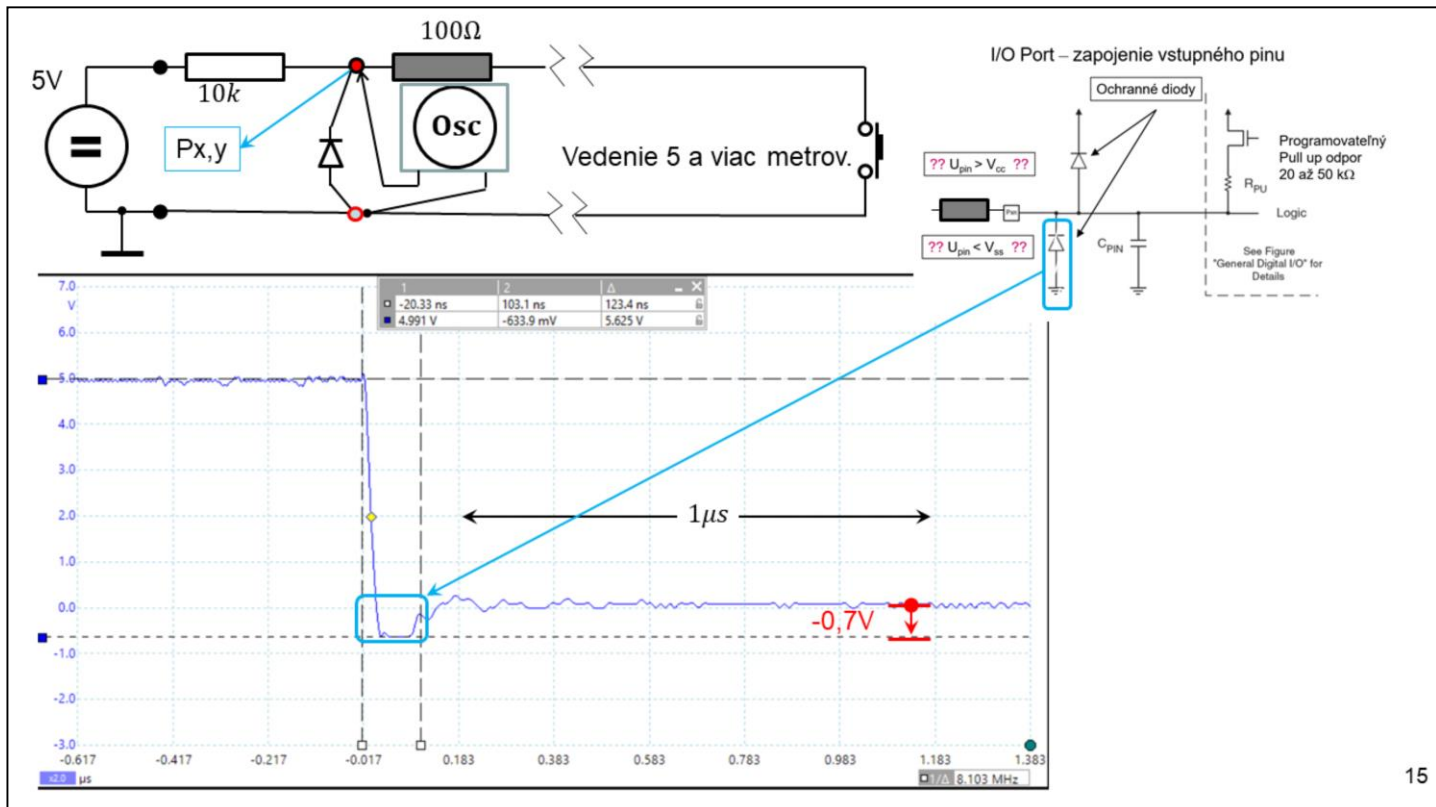 100Ω
5V
10k
Osc
Px,y
Vedenie 5 a viac metrov.
I/O Port – zapojenie vstupného pinu
Ochranné diody
Programovateľný
Pull up odpor
20 až 50 kΩ
?? Upin > Vcc ??
RPU
Pxn
Logic
?? Upin < Vss ??
CPIN
See Figure
"General Digital I/O" for
Details
1 2 Δ
-20.33 ns 103.1 ns 123.4 ns
4.991 V -633.9 mV 5.625 V
7.0
V
6.0
5.0
4.0
3.0
2.0
1μs
1.0
0.0
-0,7V
-1.0
-2.0
-3.0
-0.617 -0.417 -0.217 -0.017 0.183 0.383 0.583 0.783 0.983 1.183 1.383
x2.0 μs
1/Δ 8.103 MHz
15